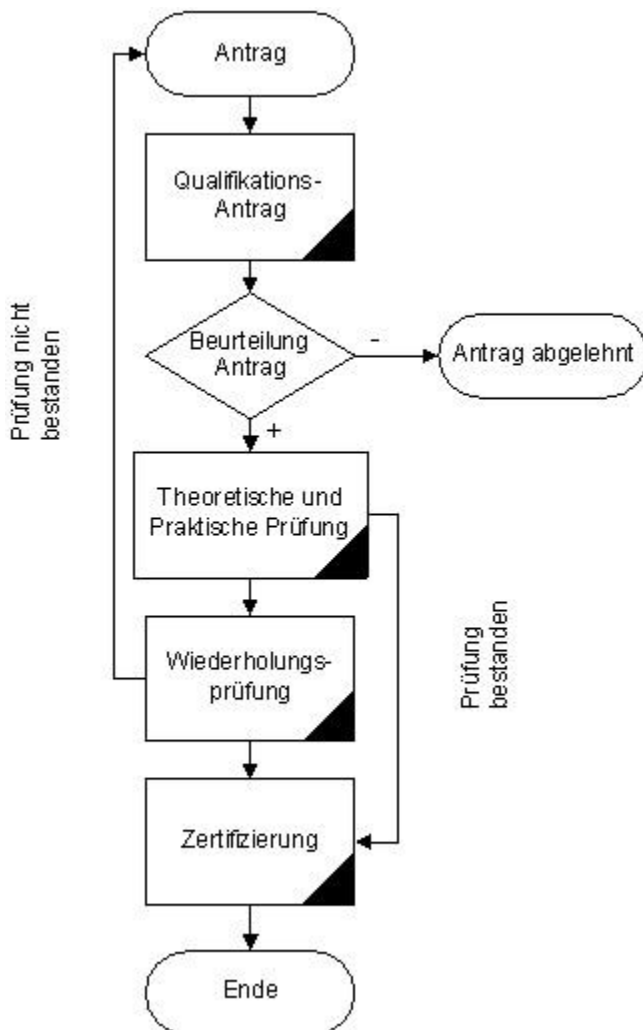 Antrag
Qualifikations-
Antrag
Beurteilung
Antrag
-
Antrag abgelehnt
+
Theoretische und
Praktische Prüfung
Wiederholungs-
prüfung
Zertifizierung
Ende
Prüfung nicht
bestanden
Prüfung
bestanden